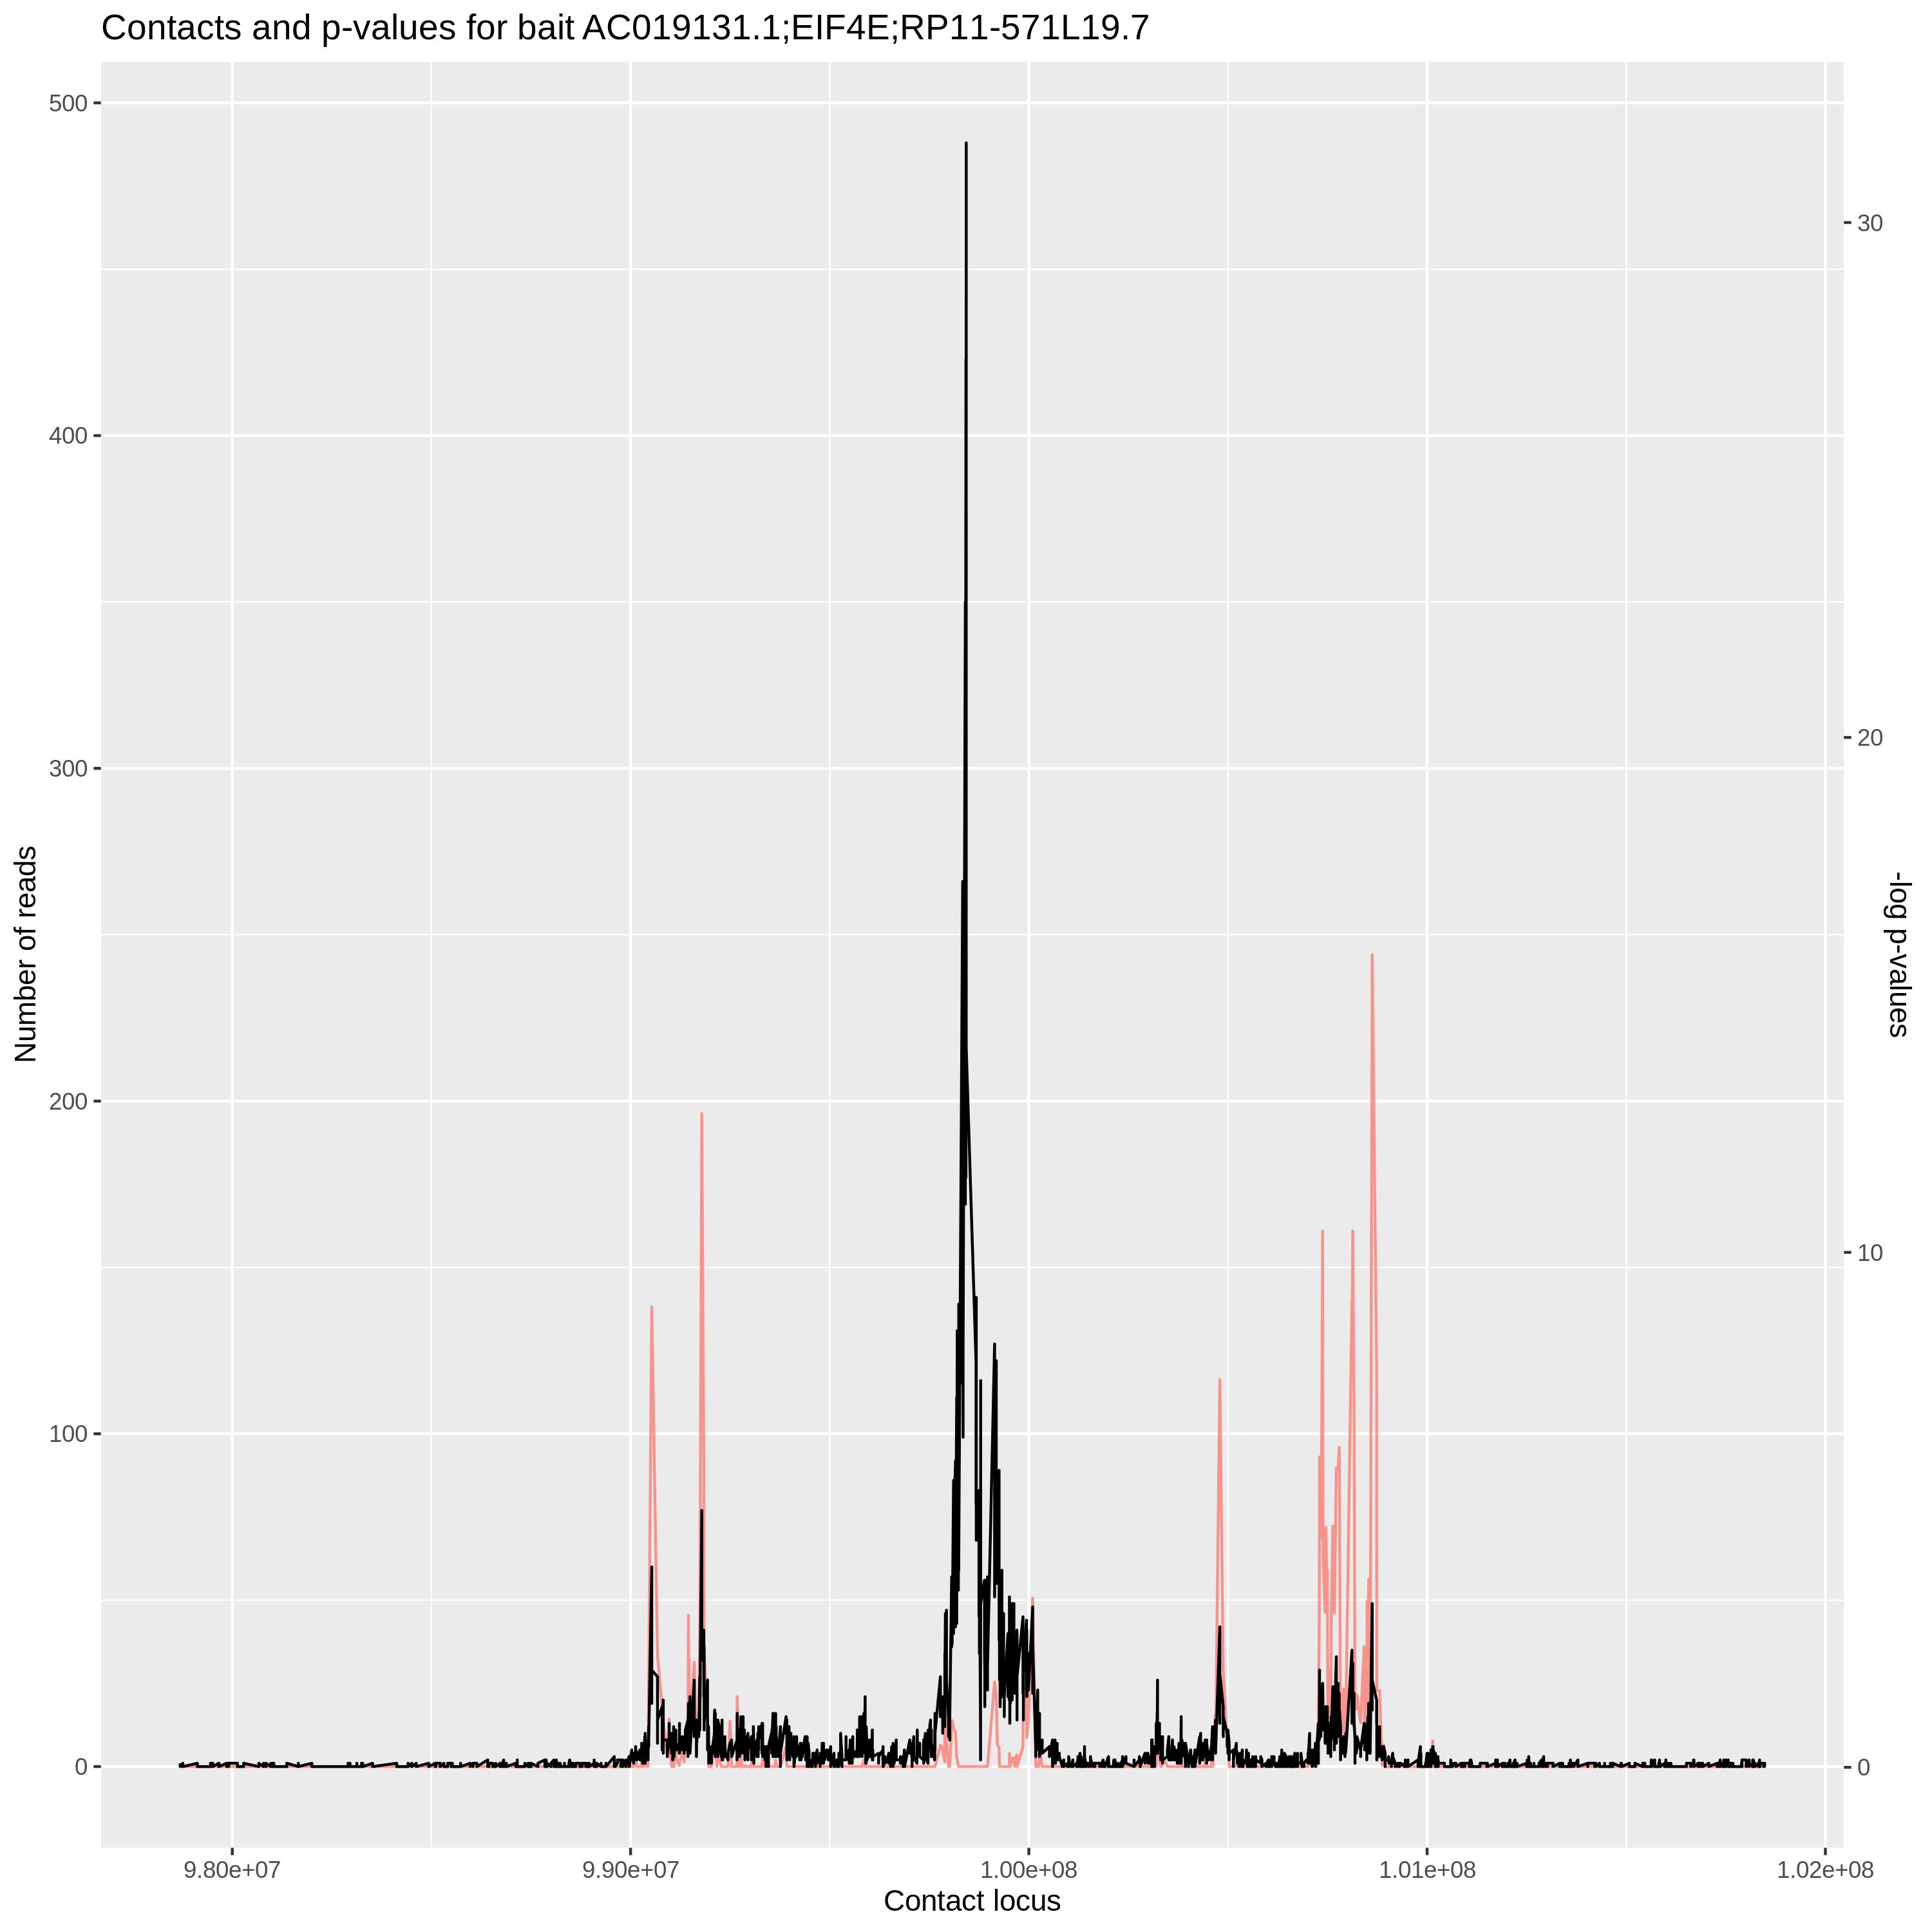 Contacts and p-values for bait AC019131.1;EIF4E;RP11-571L19.7
500
400
300
200
100
0
Number of reads
30
20
10
0
-log p-values
9.80e+07 9.90e+07 1.00e+08 1.01e+08 1.02e+08
Contact locus